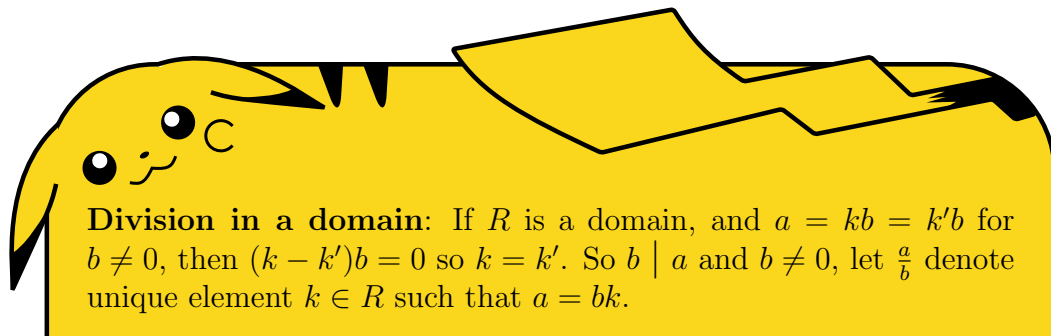 Division in a domain: If R is a domain, and a = kb = k′b for
b ≠ 0, then (k − k′)b = 0 so k = k′. So b | a and b ≠ 0, let a/b denote
unique element k ∈ R such that a = bk.